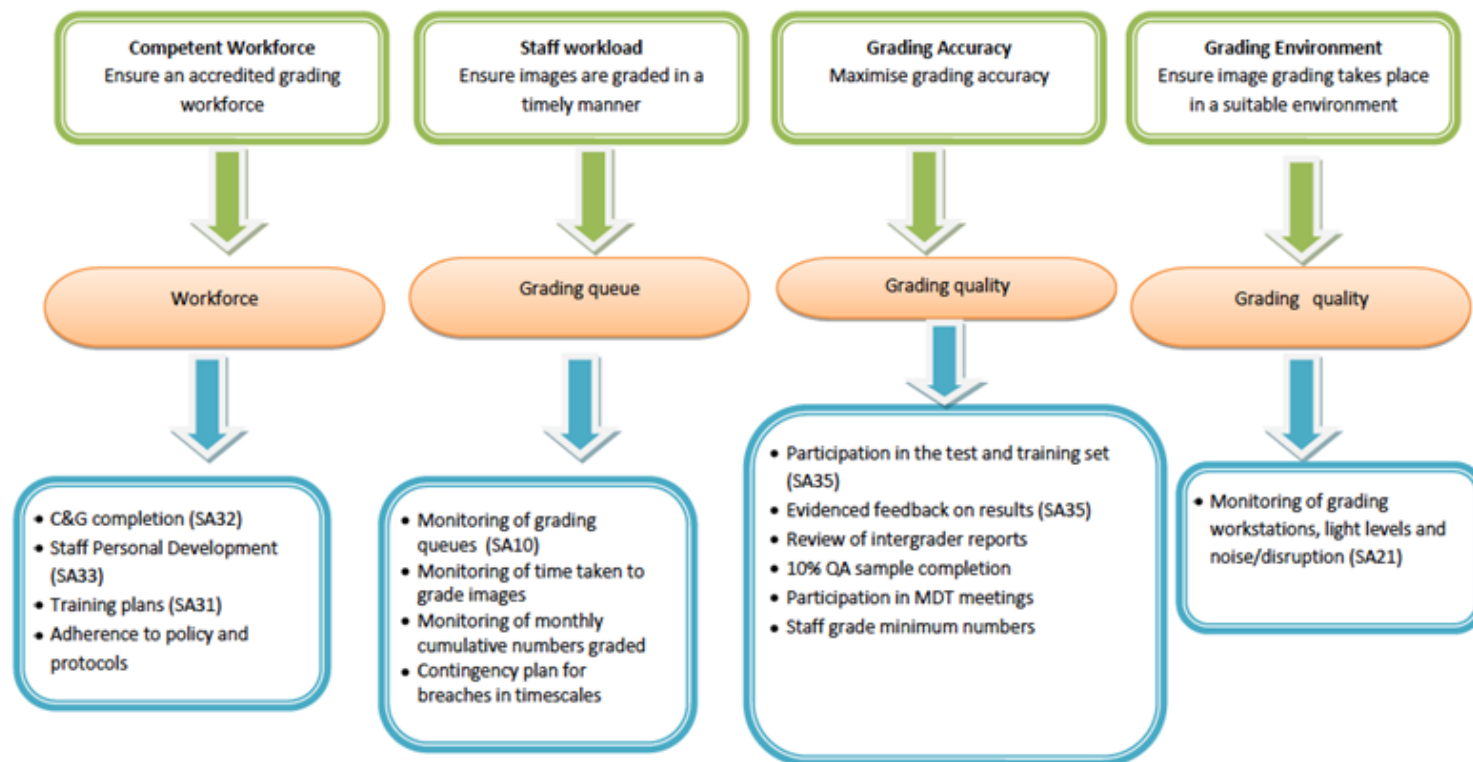 Competent Workforce
Ensure an accredited grading
workforce
Staff workload
Ensure images are graded in a
timely manner
Grading Accuracy
Maximise grading accuracy
Grading Environment
Ensure image grading takes place
in a suitable environment
Workforce
Grading queue
Grading quality
Grading quality
• C&G completion (SA32)
• Staff Personal Development
(SA33)
• Training plans (SA31)
• Adherence to policy and
protocols
• Monitoring of grading
queues (SA10)
• Monitoring of time taken to
grade images
• Monitoring of monthly
cumulative numbers graded
• Contingency plan for
breaches in timescales
• Participation in the test and training set
(SA35)
• Evidenced feedback on results (SA35)
• Review of intergrader reports
• 10% QA sample completion
• Participation in MDT meetings
• Staff grade minimum numbers
• Monitoring of grading
workstations, light levels and
noise/disruption (SA21)